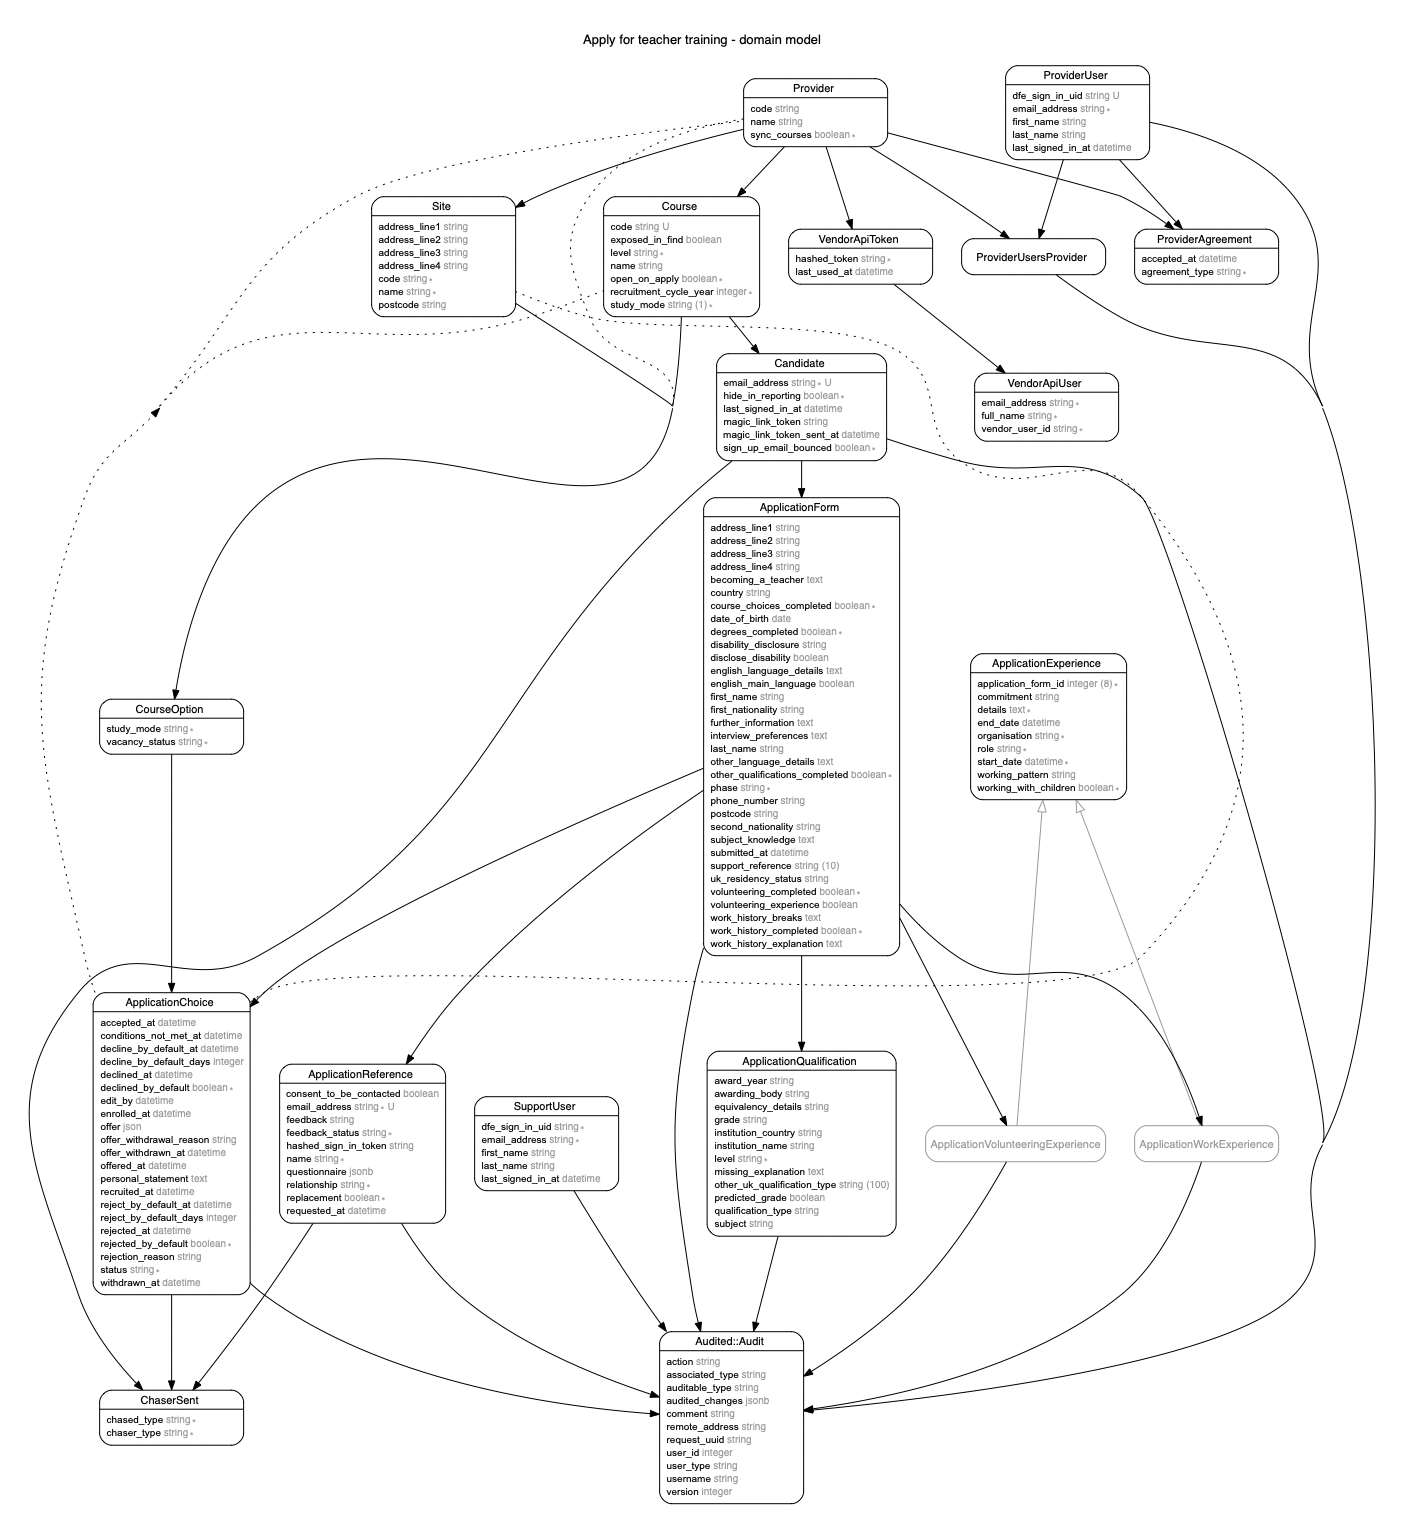 Apply for teacher training - domain model
Provider
code string
name string
sync_courses boolean ∗
ProviderUser
dfe_sign_in_uid string U
email_address string ∗
first_name string
last_name string
last_signed_in_at datetime
Site
address_line1 string
address_line2 string
address_line3 string
address_line4 string
code string ∗
name string ∗
postcode string
Course
code string U
exposed_in_find boolean
level string ∗
name string
open_on_apply boolean ∗
recruitment_cycle_year integer ∗
study_mode string (1) ∗
VendorApiToken
hashed_token string ∗
last_used_at datetime
ProviderUsersProvider
ProviderAgreement
accepted_at datetime
agreement_type string ∗
Candidate
email_address string ∗ U
hide_in_reporting boolean ∗
last_signed_in_at datetime
magic_link_token string
magic_link_token_sent_at datetime
sign_up_email_bounced boolean ∗
VendorApiUser
email_address string ∗
full_name string ∗
vendor_user_id string ∗
ApplicationForm
address_line1 string
address_line2 string
address_line3 string
address_line4 string
becoming_a_teacher text
country string
course_choices_completed boolean ∗
date_of_birth date
degrees_completed boolean ∗
disability_disclosure string
disclose_disability boolean
english_language_details text
english_main_language boolean
first_name string
first_nationality string
further_information text
interview_preferences text
last_name string
other_language_details text
other_qualifications_completed boolean ∗
phase string ∗
phone_number string
postcode string
second_nationality string
subject_knowledge text
submitted_at datetime
support_reference string (10)
uk_residency_status string
volunteering_completed boolean ∗
volunteering_experience boolean
work_history_breaks text
work_history_completed boolean ∗
work_history_explanation text
ApplicationExperience
application_form_id integer (8) ∗
commitment string
details text ∗
end_date datetime
organisation string ∗
role string ∗
start_date datetime ∗
working_pattern string
working_with_children boolean ∗
CourseOption
study_mode string ∗
vacancy_status string ∗
ApplicationChoice
accepted_at datetime
conditions_not_met_at datetime
decline_by_default_at datetime
decline_by_default_days integer
declined_at datetime
declined_by_default boolean ∗
edit_by datetime
enrolled_at datetime
offer json
offer_withdrawal_reason string
offer_withdrawn_at datetime
offered_at datetime
personal_statement text
recruited_at datetime
reject_by_default_at datetime
reject_by_default_days integer
rejected_at datetime
rejected_by_default boolean ∗
rejection_reason string
status string ∗
withdrawn_at datetime
ApplicationReference
consent_to_be_contacted boolean
email_address string ∗ U
feedback string
feedback_status string ∗
hashed_sign_in_token string
name string ∗
questionnaire jsonb
relationship string ∗
replacement boolean ∗
requested_at datetime
SupportUser
dfe_sign_in_uid string ∗
email_address string ∗
first_name string
last_name string
last_signed_in_at datetime
ApplicationQualification
award_year string
awarding_body string
equivalency_details string
grade string
institution_country string
institution_name string
level string ∗
missing_explanation text
other_uk_qualification_type string (100)
predicted_grade boolean
qualification_type string
subject string
ApplicationVolunteeringExperience
ApplicationWorkExperience
ChaserSent
chased_type string ∗
chaser_type string ∗
Audited::Audit
action string
associated_type string
auditable_type string
audited_changes jsonb
comment string
remote_address string
request_uuid string
user_id integer
user_type string
username string
version integer